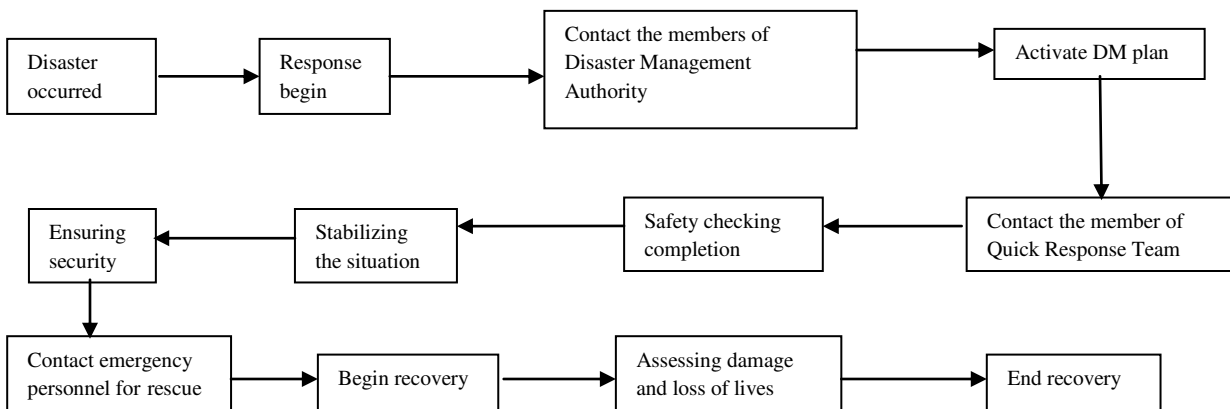 Disaster
occurred
Response
begin
Contact the members of
Disaster Management
Authority
Activate DM plan
Contact the member of
Quick Response Team
Safety checking
completion
Stabilizing
the situation
Ensuring
security
Contact emergency
personnel for rescue
Begin recovery
Assessing damage
and loss of lives
End recovery